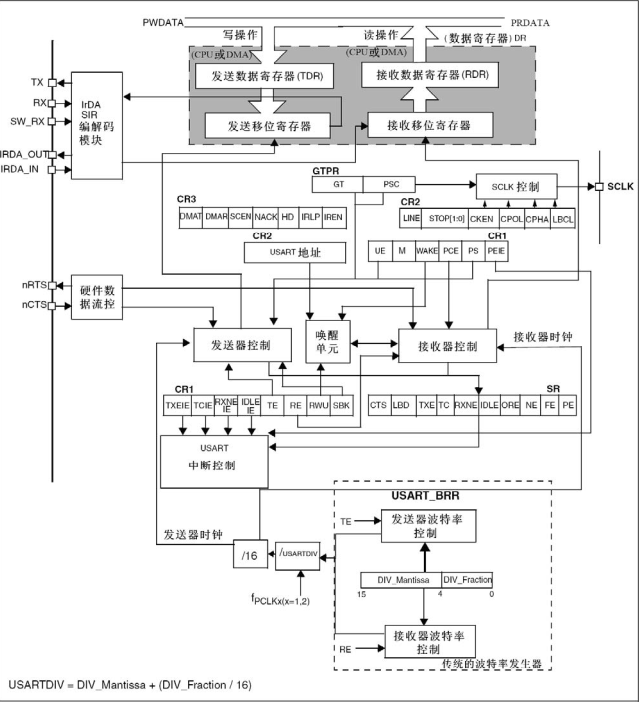 PWDATA
PRDATA
写操作
读操作
(数据寄存器) DR
(CPU或DMA)
(CPU或DMA)
发送数据寄存器(TDR)
接收数据寄存器(RDR)
TX
RX
SW_RX
IRDA_OUT
IRDA_IN
IrDA
SIR
编解码
模块
发送移位寄存器
接收移位寄存器
GTPR
GT
PSC
SCLK 控制
SCLK
CR3
DMAT
DMAR
SCEN
NACK
HD
IRLP
IREN
CR2
LINE
STOP[1:0]
CKEN
CPOL
CPHA
LBCL
CR2
USART 地址
CR1
UE
M
WAKE
PCE
PS
PEIE
nRTS
nCTS
硬件数
据流控
发送器控制
唤醒
单元
接收器控制
接收器时钟
CR1
TXEIE
TCIE
RXNE
IE
IDLE
IE
TE
RE
RWU
SBK
SR
CTS
LBD
TXE
TC
RXNE
IDLE
ORE
NE
FE
PE
USART
中断控制
USART_BRR
发送器时钟
TE
发送器波特率
控制
/16
/USARTDIV
fPCLKx(x=1,2)
DIV_Mantissa
DIV_Fraction
15
4
0
RE
接收器波特率
控制
传统的波特率发生器
USARTDIV = DIV_Mantissa + (DIV_Fraction / 16)